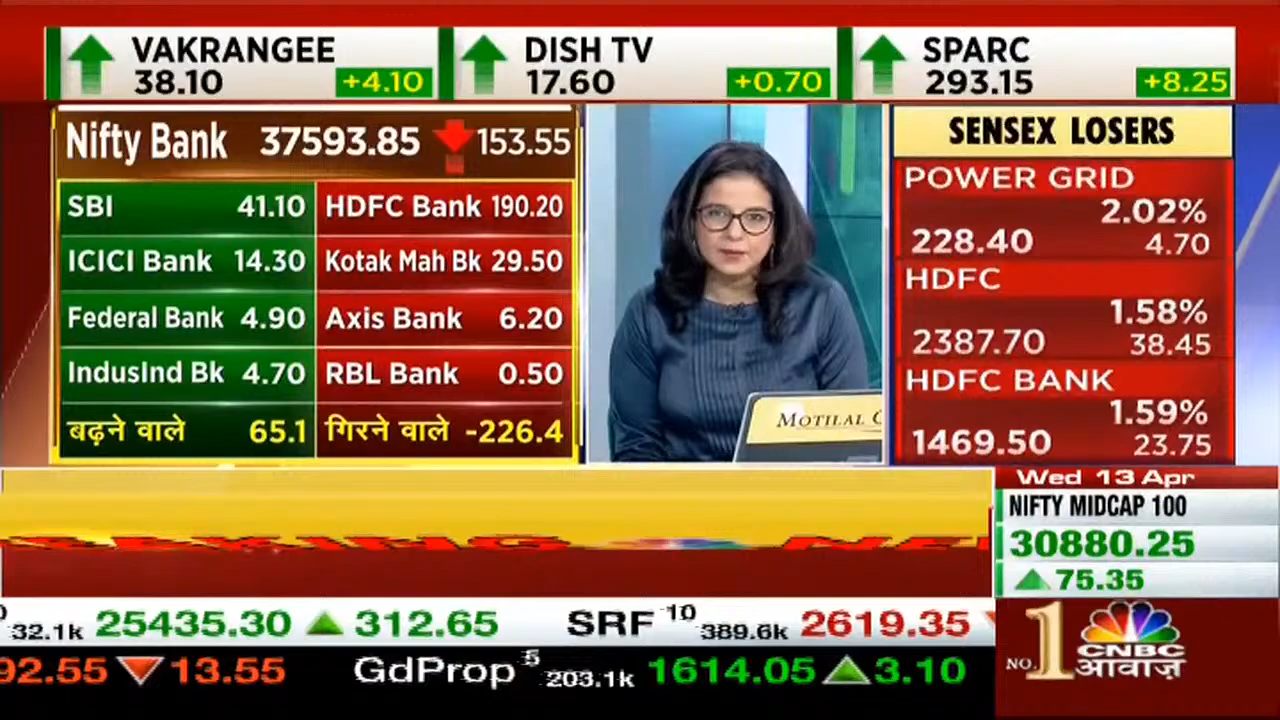 VAKRANGEE
38.10 +4.10
DISH TV
17.60 +0.70
SPARC
293.15 +8.25
Nifty Bank 37593.85 153.55
SBI 41.10 HDFC Bank 190.20
ICICI Bank 14.30 Kotak Mah Bk 29.50
Federal Bank 4.90 Axis Bank 6.20
IndusInd Bk 4.70 RBL Bank 0.50
बढ़ने वाले 65.1 गिरने वाले -226.4
MOTILAL
SENSEX LOSERS
POWER GRID
2.02%
228.40 4.70
HDFC
1.58%
2387.70 38.45
HDFC BANK
1.59%
1469.50 23.75
Wed 13 Apr
NIFTY MIDCAP 100
30880.25
75.35
32.1k 25435.30 312.65 SRF 10 389.6k 2619.35
92.55 13.55 GdProp 5 203.1k 1614.05 3.10
NO. 1 CNBC
आवाज़